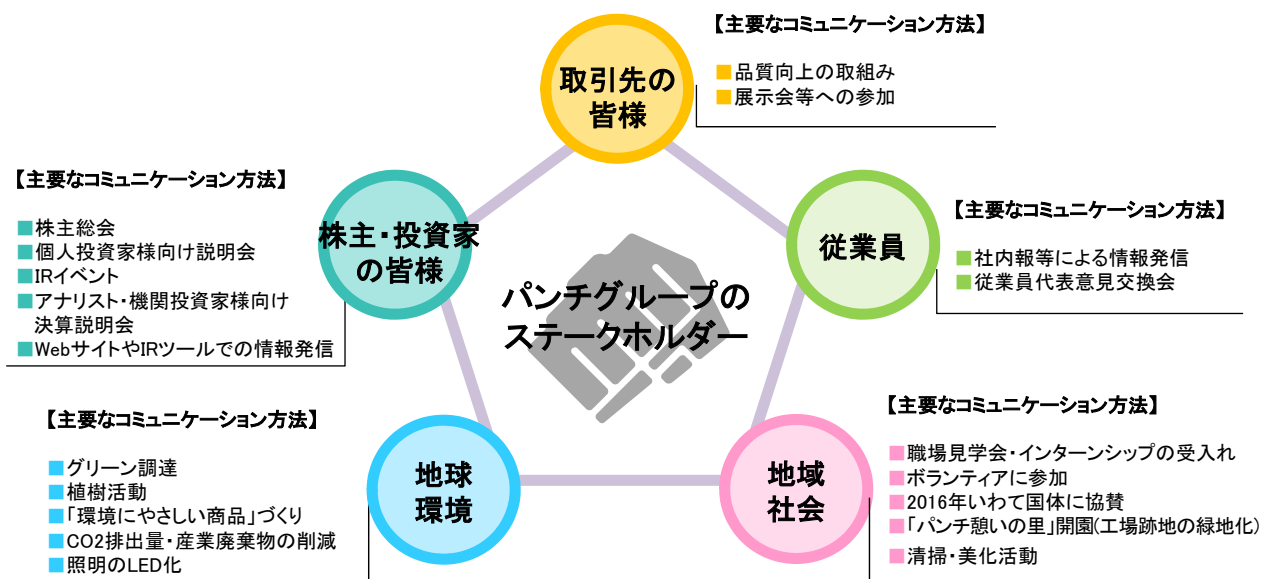 【主要なコミュニケーション方法】
■品質向上の取組み
■展示会等への参加
取引先の
皆様
【主要なコミュニケーション方法】
■株主総会
■個人投資家様向け説明会
■IRイベント
■アナリスト・機関投資家様向け
決算説明会
■WebサイトやIRツールでの情報発信
株主・投資家
の皆様
【主要なコミュニケーション方法】
■社内報等による情報発信
■従業員代表意見交換会
従業員
パンチグループの
ステークホルダー
【主要なコミュニケーション方法】
■グリーン調達
■植樹活動
■「環境にやさしい商品」づくり
■CO2排出量・産業廃棄物の削減
■照明のLED化
地球
環境
【主要なコミュニケーション方法】
■職場見学会・インターンシップの受入れ
■ボランティアに参加
■2016年いわて国体に協賛
■「パンチ憩いの里」開園(工場跡地の緑地化)
■清掃・美化活動
地域
社会